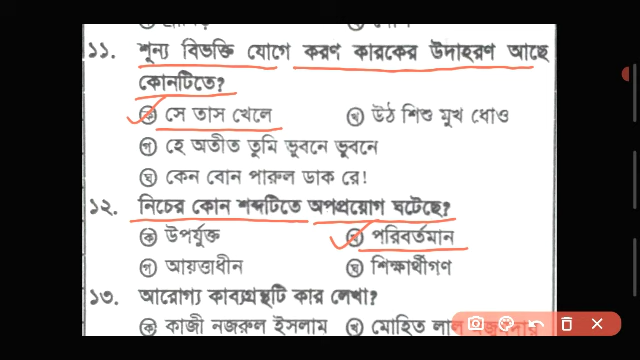 ১১. শূন্য বিভক্তি যোগে করণ কারকের উদাহরণ আছে
কোনটিতে?
ক সে তাস খেলে খ উঠ শিশু মুখ ধোও
গ হে অতীত তুমি ভুবনে ভুবনে
ঘ কেন বোন পারুল ডাক রে!
১২. নিচের কোন শব্দটিতে অপপ্রয়োগ ঘটেছে?
ক উপর্যুক্ত খ পরিবর্তমান
গ আয়ত্তাধীন ঘ শিক্ষার্থীগণ
১৩. আরোগ্য কাব্যগ্রন্থটি কার লেখা?
ক কাজী নজরুল ইসলাম খ মোহিত লাল